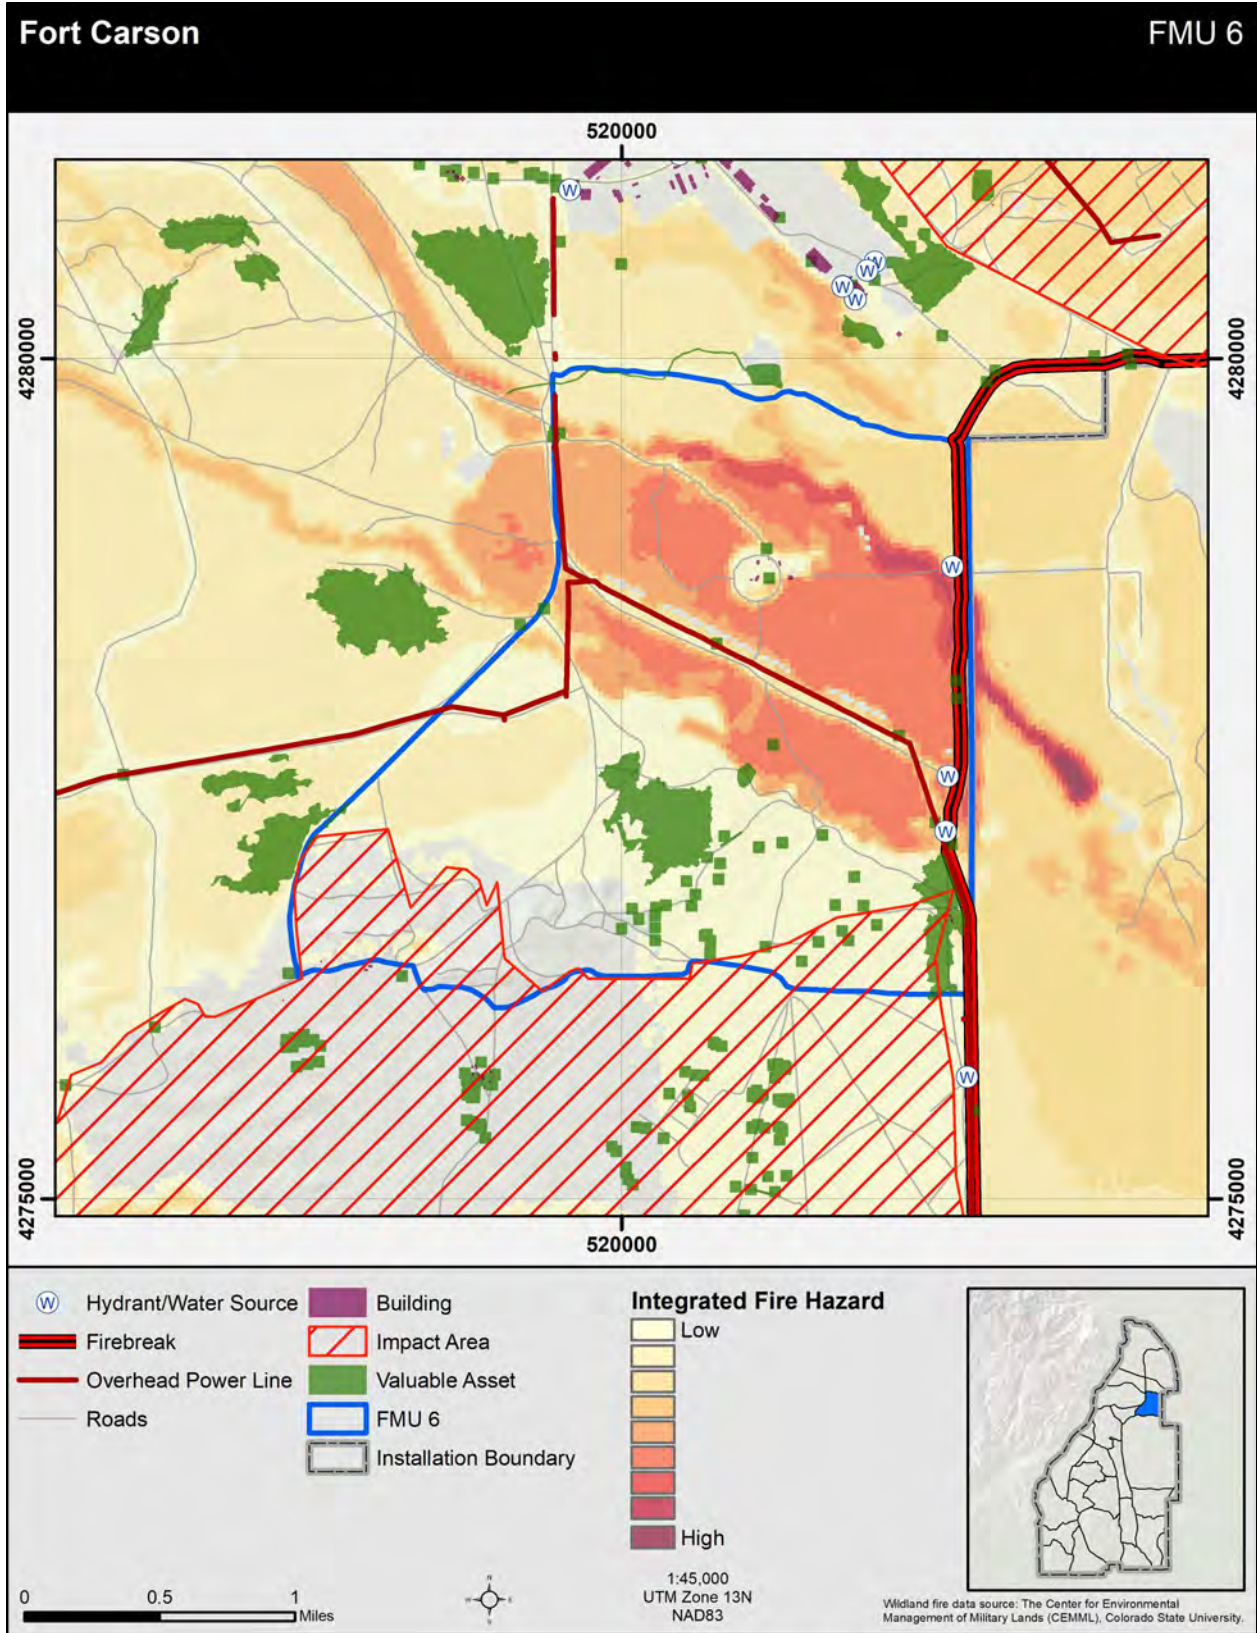 Fort Carson
FMU 6
520000
4280000
4280000
W
W
W
W
W
W
W
W
W
4275000
4275000
520000
W Hydrant/Water Source
Firebreak
Overhead Power Line
Roads
Building
Impact Area
Valuable Asset
FMU 6
Installation Boundary
Integrated Fire Hazard
Low
High
0 0.5 1
Miles
N
W E
S
1:45,000
UTM Zone 13N
NAD83
Wildland fire data source: The Center for Environmental
Management of Military Lands (CEMML), Colorado State University.